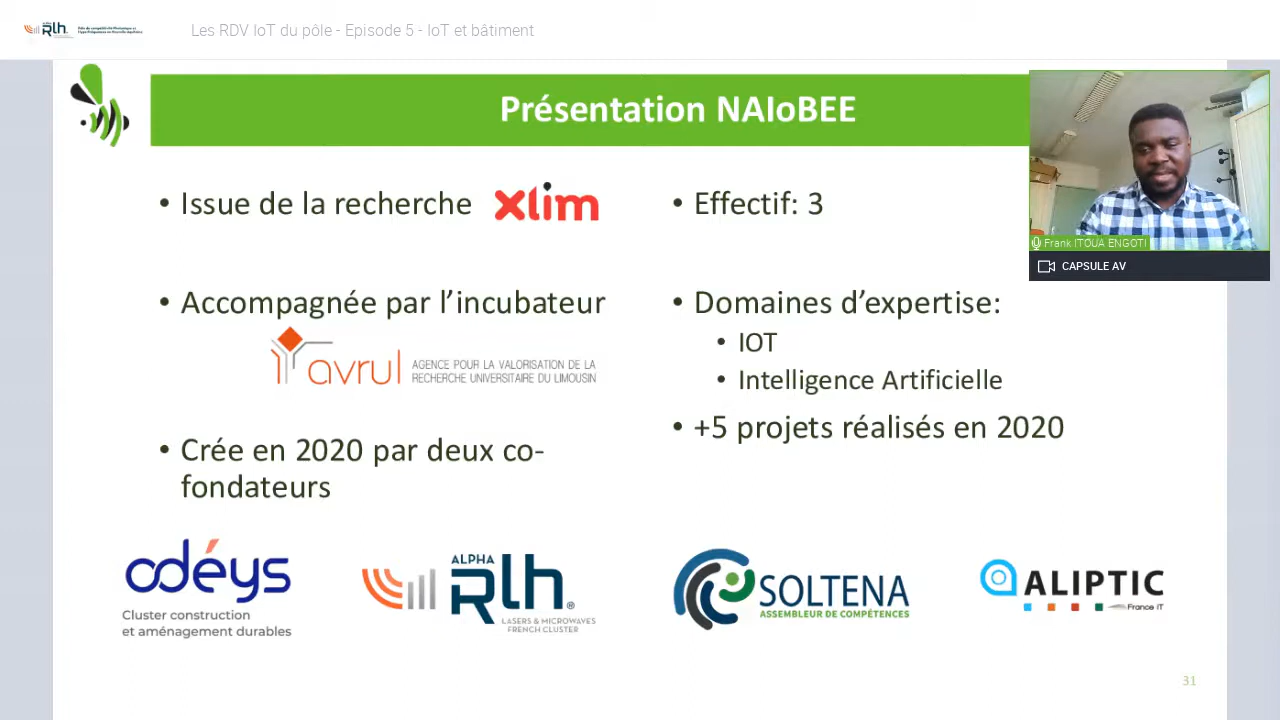 ALPHA
Rlh
Les RDV IoT du pôle - Episode 5 - IoT et bâtiment
Présentation NAIoBEE
• Issue de la recherche xlim
• Accompagnée par l'incubateur
avrul AGENCE POUR LA VALORISATION DE LA
RECHERCHE UNIVERSITAIRE DU LIMOUSIN
• Crée en 2020 par deux co-
fondateurs
• Effectif: 3
• Domaines d'expertise:
• IOT
• Intelligence Artificielle
• +5 projets réalisés en 2020
Frank ITOUA ENGOTI
CAPSULE AV
odéys
Cluster construction
et aménagement durables
ALPHA
Rlh®
LASERS & MICROWAVES
FRENCH CLUSTER
SOLTENA
ASSEMBLEUR DE COMPÉTENCES
ALIPTIC
France IT
31